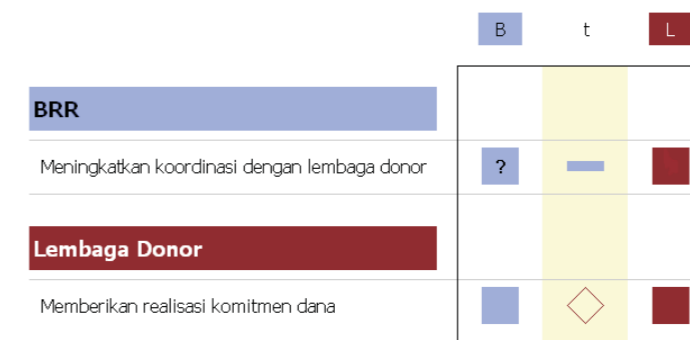 B t L
BRR
Meningkatkan koordinasi dengan lembaga donor ?
Lembaga Donor
Memberikan realisasi komitmen dana